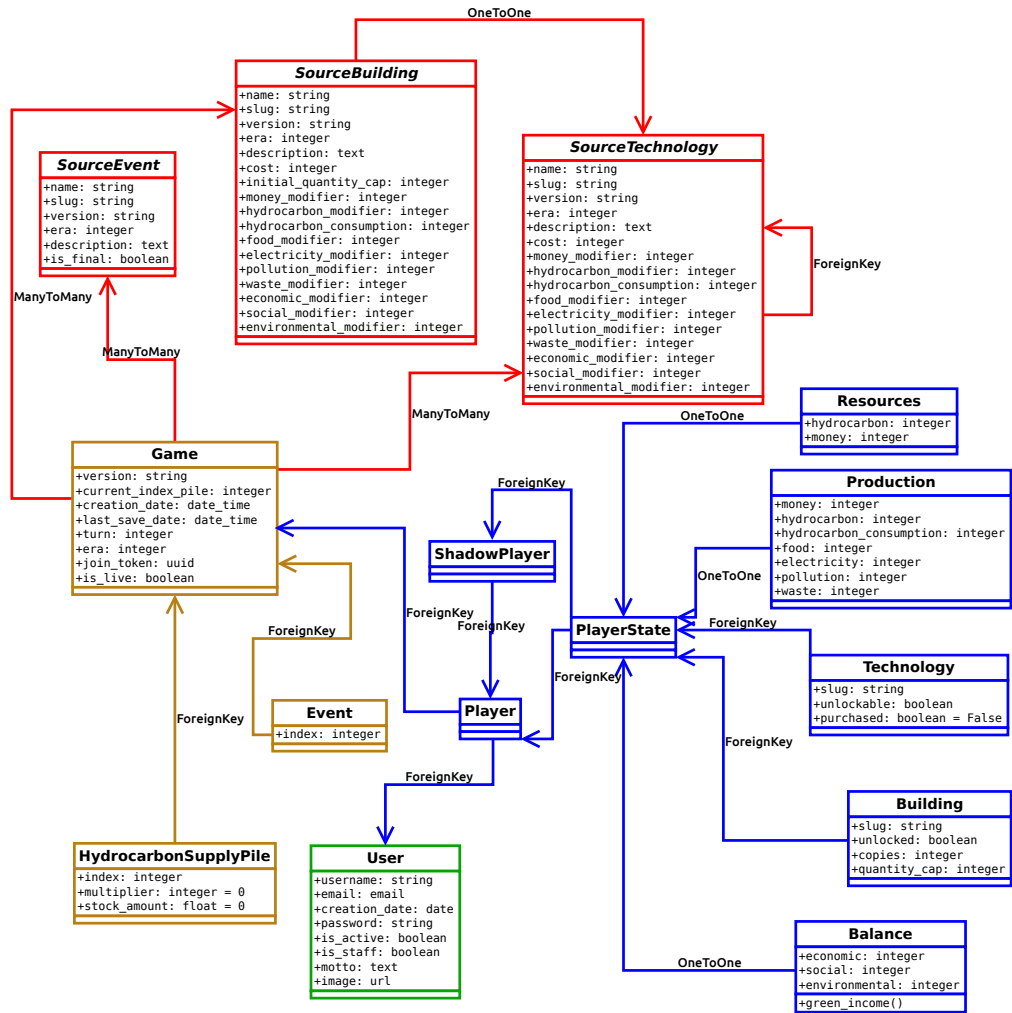 OneToOne
SourceBuilding
+name: string
+slug: string
+version: string
+era: integer
+description: text
+cost: integer
+initial_quantity_cap: integer
+money_modifier: integer
+hydrocarbon_modifier: integer
+hydrocarbon_consumption: integer
+food_modifier: integer
+electricity_modifier: integer
+pollution_modifier: integer
+waste_modifier: integer
+economic_modifier: integer
+social_modifier: integer
+environmental_modifier: integer
SourceTechnology
+name: string
+slug: string
+version: string
+era: integer
+description: text
+cost: integer
+money_modifier: integer
+hydrocarbon_modifier: integer
+hydrocarbon_consumption: integer
+food_modifier: integer
+electricity_modifier: integer
+pollution_modifier: integer
+waste_modifier: integer
+economic_modifier: integer
+social_modifier: integer
+environmental_modifier: integer
ForeignKey
SourceEvent
+name: string
+slug: string
+version: string
+era: integer
+description: text
+is_final: boolean
ManyToMany
ManyToMany
ManyToMany
Game
+version: string
+current_index_pile: integer
+creation_date: date_time
+last_save_date: date_time
+turn: integer
+era: integer
+join_token: uuid
+is_live: boolean
Resources
+hydrocarbon: integer
+money: integer
OneToOne
Production
+money: integer
+hydrocarbon: integer
+hydrocarbon_consumption: integer
+food: integer
+electricity: integer
+pollution: integer
+waste: integer
OneToOne
ForeignKey
ShadowPlayer
ForeignKey
ForeignKey
PlayerState
ForeignKey
ForeignKey
Technology
+slug: string
+unlockable: boolean
+purchased: boolean = False
ForeignKey
ForeignKey
Event
+index: integer
Player
ForeignKey
ForeignKey
Building
+slug: string
+unlocked: boolean
+copies: integer
+quantity_cap: integer
HydrocarbonSupplyPile
+index: integer
+multiplier: integer = 0
+stock_amount: float = 0
User
+username: string
+email: email
+creation_date: date
+password: string
+is_active: boolean
+is_staff: boolean
+motto: text
+image: url
OneToOne
Balance
+economic: integer
+social: integer
+environmental: integer
+green_income()